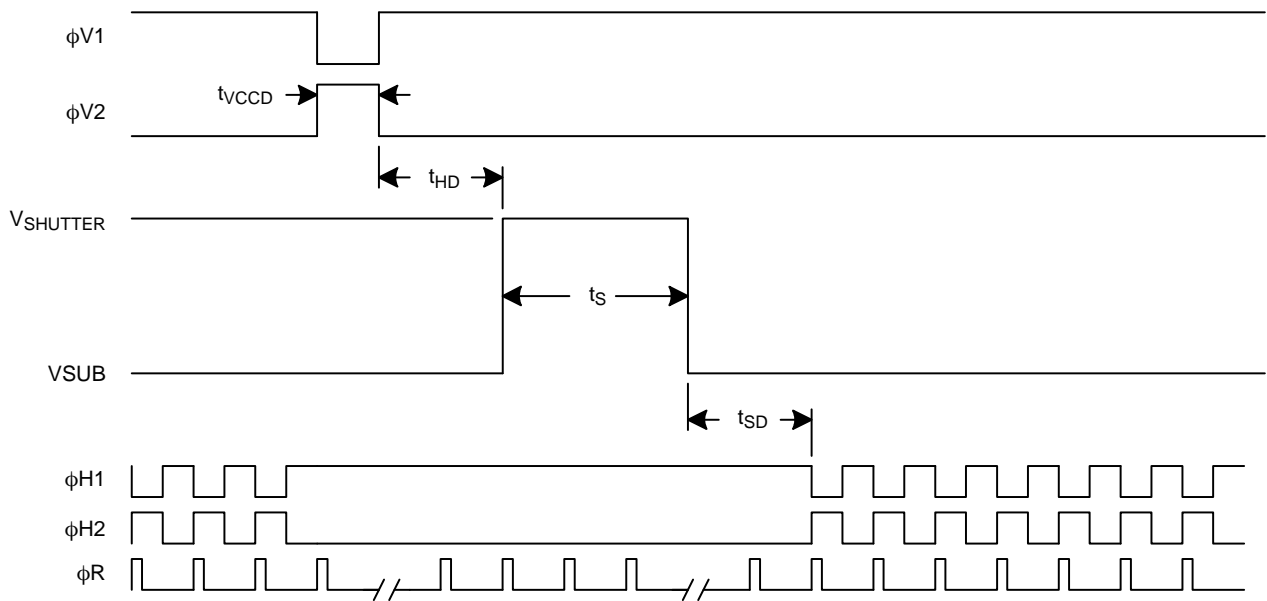 ϕV1
tVCCD
ϕV2
tHD
VSHUTTER
tS
VSUB
tSD
ϕH1
ϕH2
ϕR